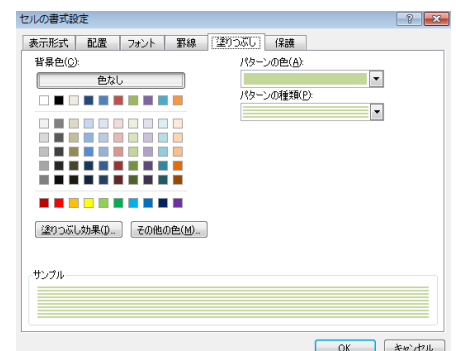 セルの書式設定
表示形式 配置 フォント 罫線 塗りつぶし 保護
背景色(C):
色なし
パターンの色(A):
パターンの種類(P):
塗りつぶし効果(I)... その他の色(M)...
サンプル
OK キャンセル